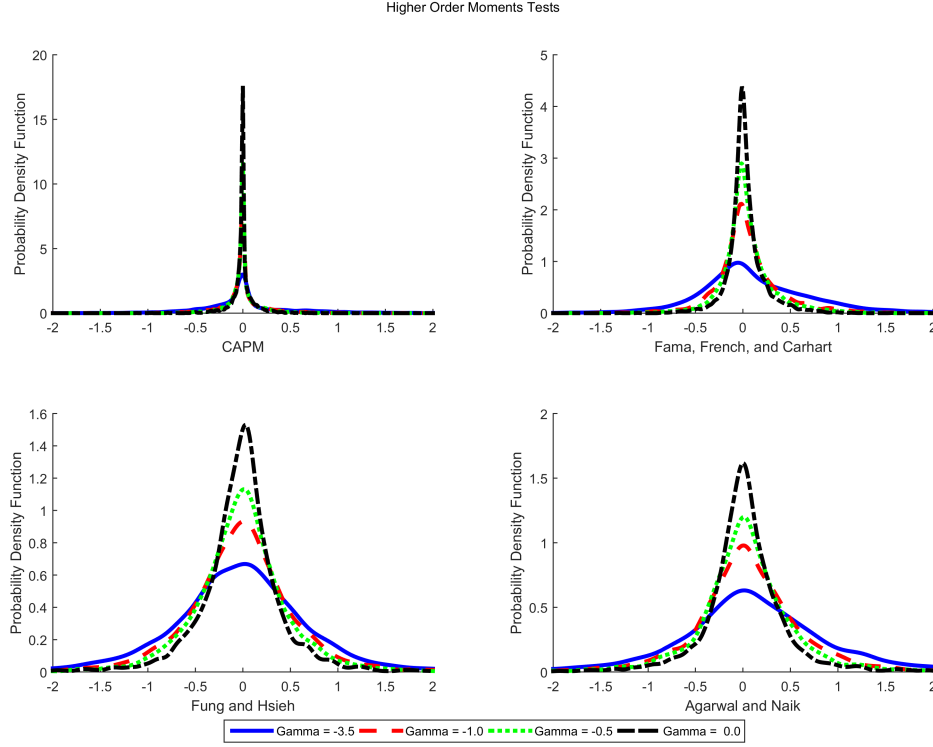 Higher Order Moments Tests
Probability Density Function
20
15
10
5
0
-2 -1.5 -1 -0.5 0 0.5 1 1.5 2
CAPM
Probability Density Function
5
4
3
2
1
0
-2 -1.5 -1 -0.5 0 0.5 1 1.5 2
Fama, French, and Carhart
Probability Density Function
1.6
1.4
1.2
1
0.8
0.6
0.4
0.2
0
-2 -1.5 -1 -0.5 0 0.5 1 1.5 2
Fung and Hsieh
Probability Density Function
2
1.5
1
0.5
0
-2 -1.5 -1 -0.5 0 0.5 1 1.5 2
Agarwal and Naik
Gamma = -3.5 Gamma = -1.0 Gamma = -0.5 Gamma = 0.0